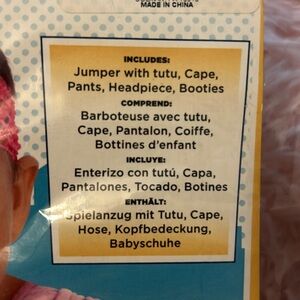 MADE IN CHINA
INCLUDES:
Jumper with tutu, Cape,
Pants, Headpiece, Booties
COMPREND:
Barboteuse avec tutu,
Cape, Pantalon, Coiffe,
Bottines d'enfant
INCLUYE:
Enterizo con tutú, Capa,
Pantalones, Tocado, Botines
ENTHÄLT:
Spielanzug mit Tutu, Cape,
Hose, Kopfbedeckung,
Babyschuhe